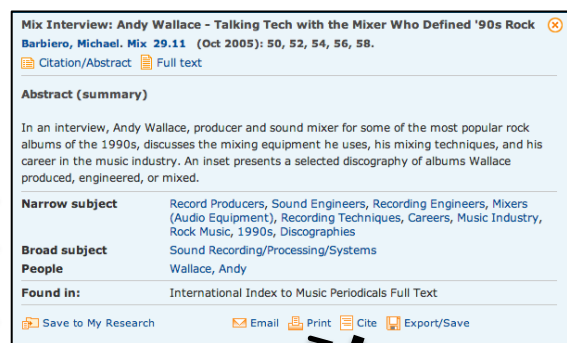 Mix Interview: Andy Wallace - Talking Tech with the Mixer Who Defined '90s Rock
Barbiero, Michael. Mix 29.11 (Oct 2005): 50, 52, 54, 56, 58.
Citation/Abstract Full text
Abstract (summary)
In an interview, Andy Wallace, producer and sound mixer for some of the most popular rock
albums of the 1990s, discusses the mixing equipment he uses, his mixing techniques, and his
career in the music industry. An inset presents a selected discography of albums Wallace
produced, engineered, or mixed.
Narrow subject Record Producers, Sound Engineers, Recording Engineers, Mixers
(Audio Equipment), Recording Techniques, Careers, Music Industry,
Rock Music, 1990s, Discographies
Broad subject Sound Recording/Processing/Systems
People Wallace, Andy
Found in: International Index to Music Periodicals Full Text
Save to My Research Email Print Cite Export/Save